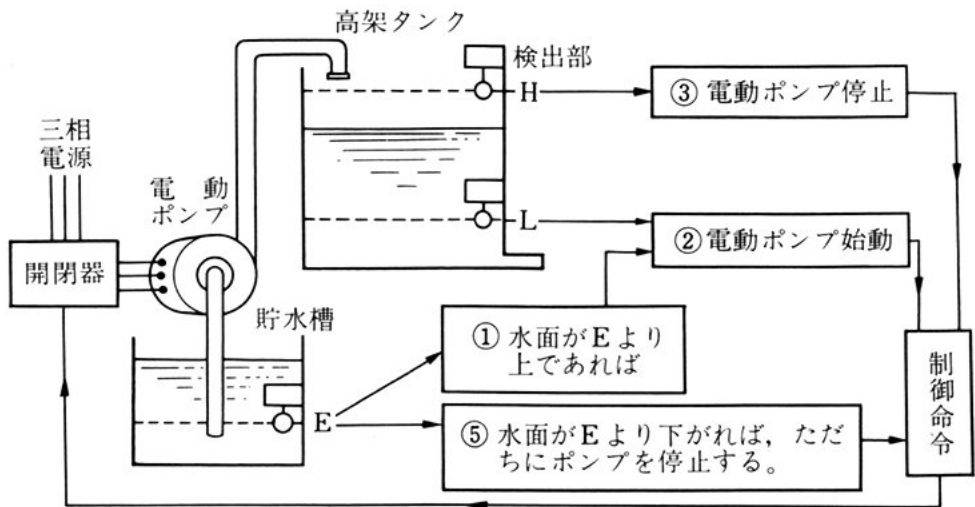 高架タンク
検出部
H
③ 電動ポンプ停止
三相
電源
電 動
ポンプ
L
② 電動ポンプ始動
開閉器
貯水槽
① 水面がEより
上であれば
制御命令
E
⑤ 水面がEより下がれば，ただ
ちにポンプを停止する。